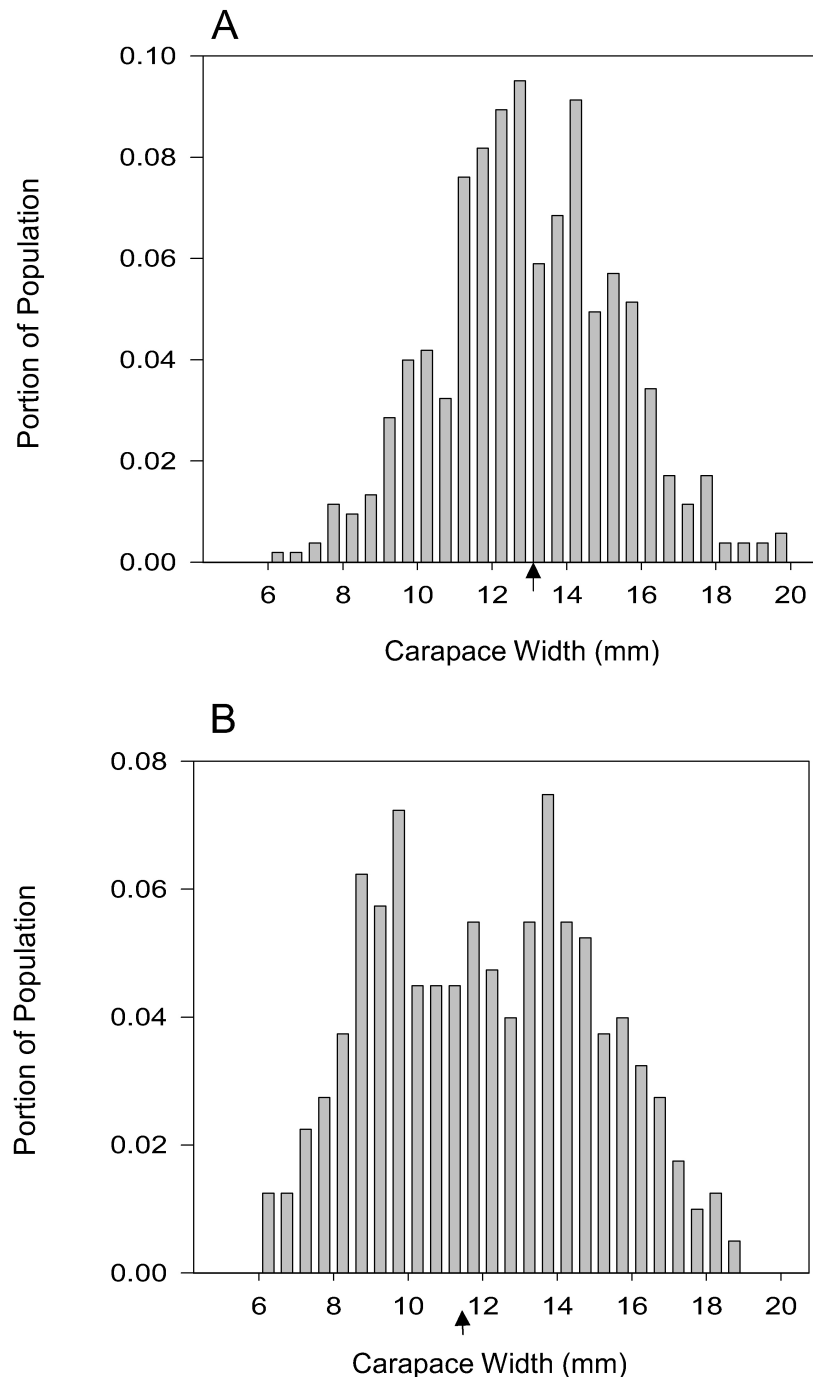 A
0.10
0.08
0.06
0.04
0.02
0.00
Portion of Population
6 8 10 12 14 16 18 20
Carapace Width (mm)
B
0.08
0.06
0.04
0.02
0.00
Portion of Population
6 8 10 12 14 16 18 20
Carapace Width (mm)